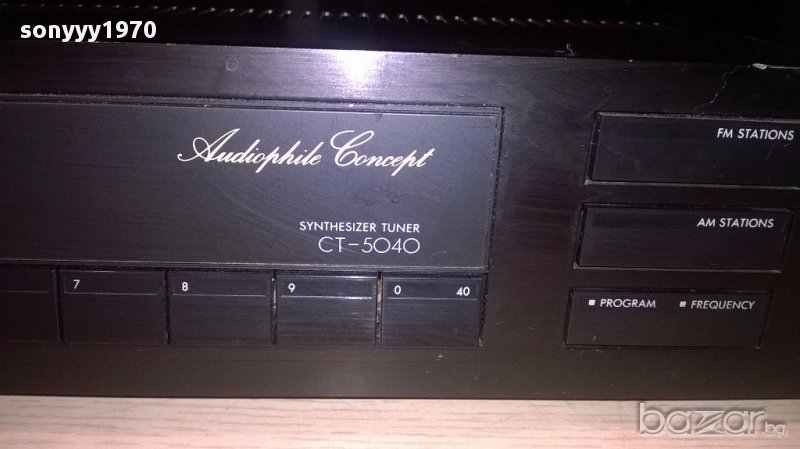 sonyyy1970
Audiophile Concept
SYNTHESIZER TUNER
CT-5040
7 8 9 0 40
FM STATIONS
AM STATIONS
PROGRAM FREQUENCY
bazar.bg